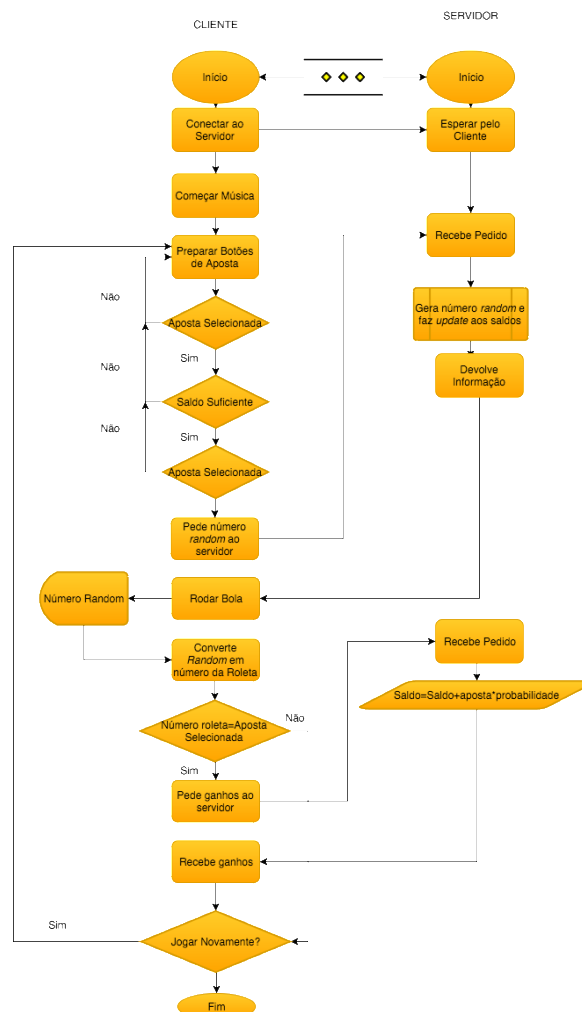 CLIENTE
SERVIDOR
Início
Início
Conectar ao
Servidor
Esperar pelo
Cliente
Começar Música
Preparar Botões
de Aposta
Recebe Pedido
Não
Gera número random e
faz update aos saldos
Aposta Selecionada
Sim
Não
Devolve
Informação
Saldo Suficiente
Não
Sim
Aposta Selecionada
Pede número
random ao
servidor
Número Random
Rodar Bola
Converte
Random em
número da Roleta
Recebe Pedido
Saldo=Saldo+aposta*probabilidade
Número roleta=Aposta
Selecionada
Não
Sim
Pede ganhos ao
servidor
Recebe ganhos
Sim
Jogar Novamente?
Fim